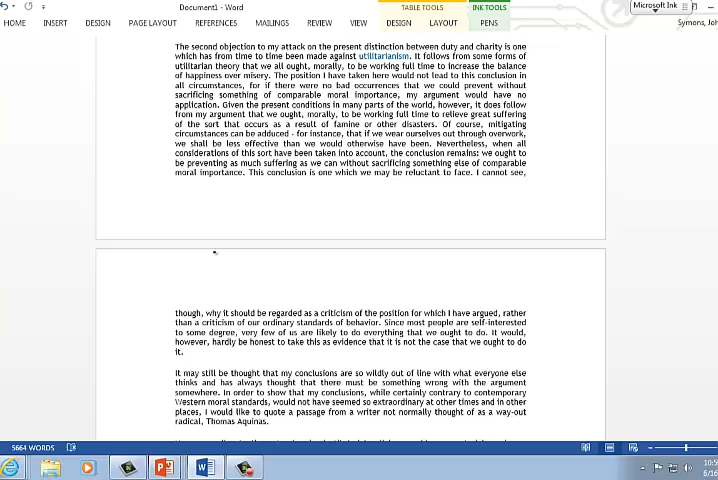 Document1 - Word
TABLE TOOLS
INK TOOLS
Microsoft Ink
HOME INSERT DESIGN PAGE LAYOUT REFERENCES MAILINGS REVIEW VIEW DESIGN LAYOUT PENS
Symons, Joh
The second objection to my attack on the present distinction between duty and charity is one
which has from time to time been made against utilitarianism. It follows from some forms of
utilitarian theory that we all ought, morally, to be working full time to increase the balance
of happiness over misery. The position I have taken here would not lead to this conclusion in
all circumstances, for if there were no bad occurrences that we could prevent without
sacrificing something of comparable moral importance, my argument would have no
application. Given the present conditions in many parts of the world, however, it does follow
from my argument that we ought, morally, to be working full time to relieve great suffering
of the sort that occurs as a result of famine or other disasters. Of course, mitigating
circumstances can be adduced - for instance, that if we wear ourselves out through overwork,
we shall be less effective than we would otherwise have been. Nevertheless, when all
considerations of this sort have been taken into account, the conclusion remains: we ought to
be preventing as much suffering as we can without sacrificing something else of comparable
moral importance. This conclusion is one which we may be reluctant to face. I cannot see,
though, why it should be regarded as a criticism of the position for which I have argued, rather
than a criticism of our ordinary standards of behavior. Since most people are self-interested
to some degree, very few of us are likely to do everything that we ought to do. It would,
however, hardly be honest to take this as evidence that it is not the case that we ought to do
it.
It may still be thought that my conclusions are so wildly out of line with what everyone else
thinks and has always thought that there must be something wrong with the argument
somewhere. In order to show that my conclusions, while certainly contrary to contemporary
Western moral standards, would not have seemed so extraordinary at other times and in other
places, I would like to quote a passage from a writer not normally thought of as a way-out
radical, Thomas Aquinas.
5664 WORDS
10:5
6/16